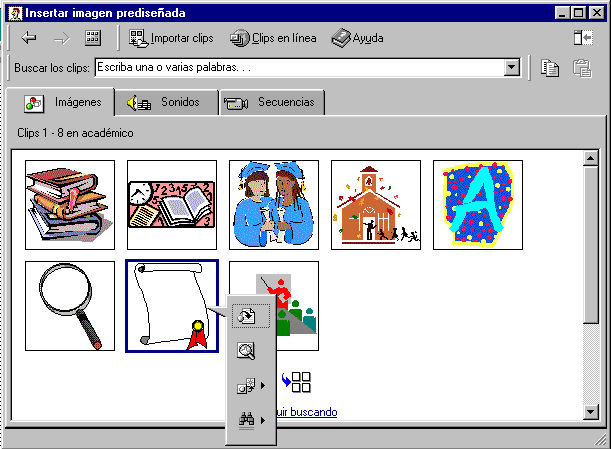 Insertar imagen prediseñada
Importar clips Clips en línea Ayuda
Buscar los clips: Escriba una o varias palabras. . .
Imágenes Sonidos Secuencias
Clips 1 - 8 en académico
A
uir buscando